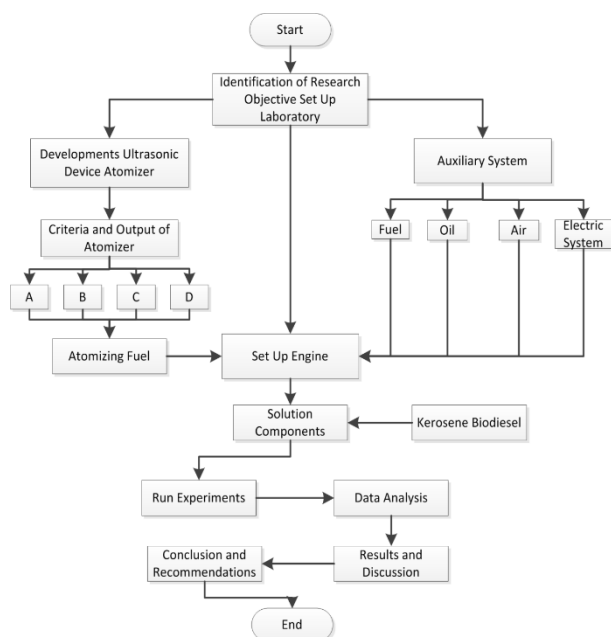 Start
Identification of Research
Objective Set Up
Laboratory
Developments Ultrasonic
Device Atomizer
Auxiliary System
Criteria and Output of
Atomizer
Fuel
Oil
Air
Electric
System
A
B
C
D
Atomizing Fuel
Set Up Engine
Solution
Components
Kerosene Biodiesel
Run Experiments
Data Analysis
Conclusion and
Recommendations
Results and
Discussion
End